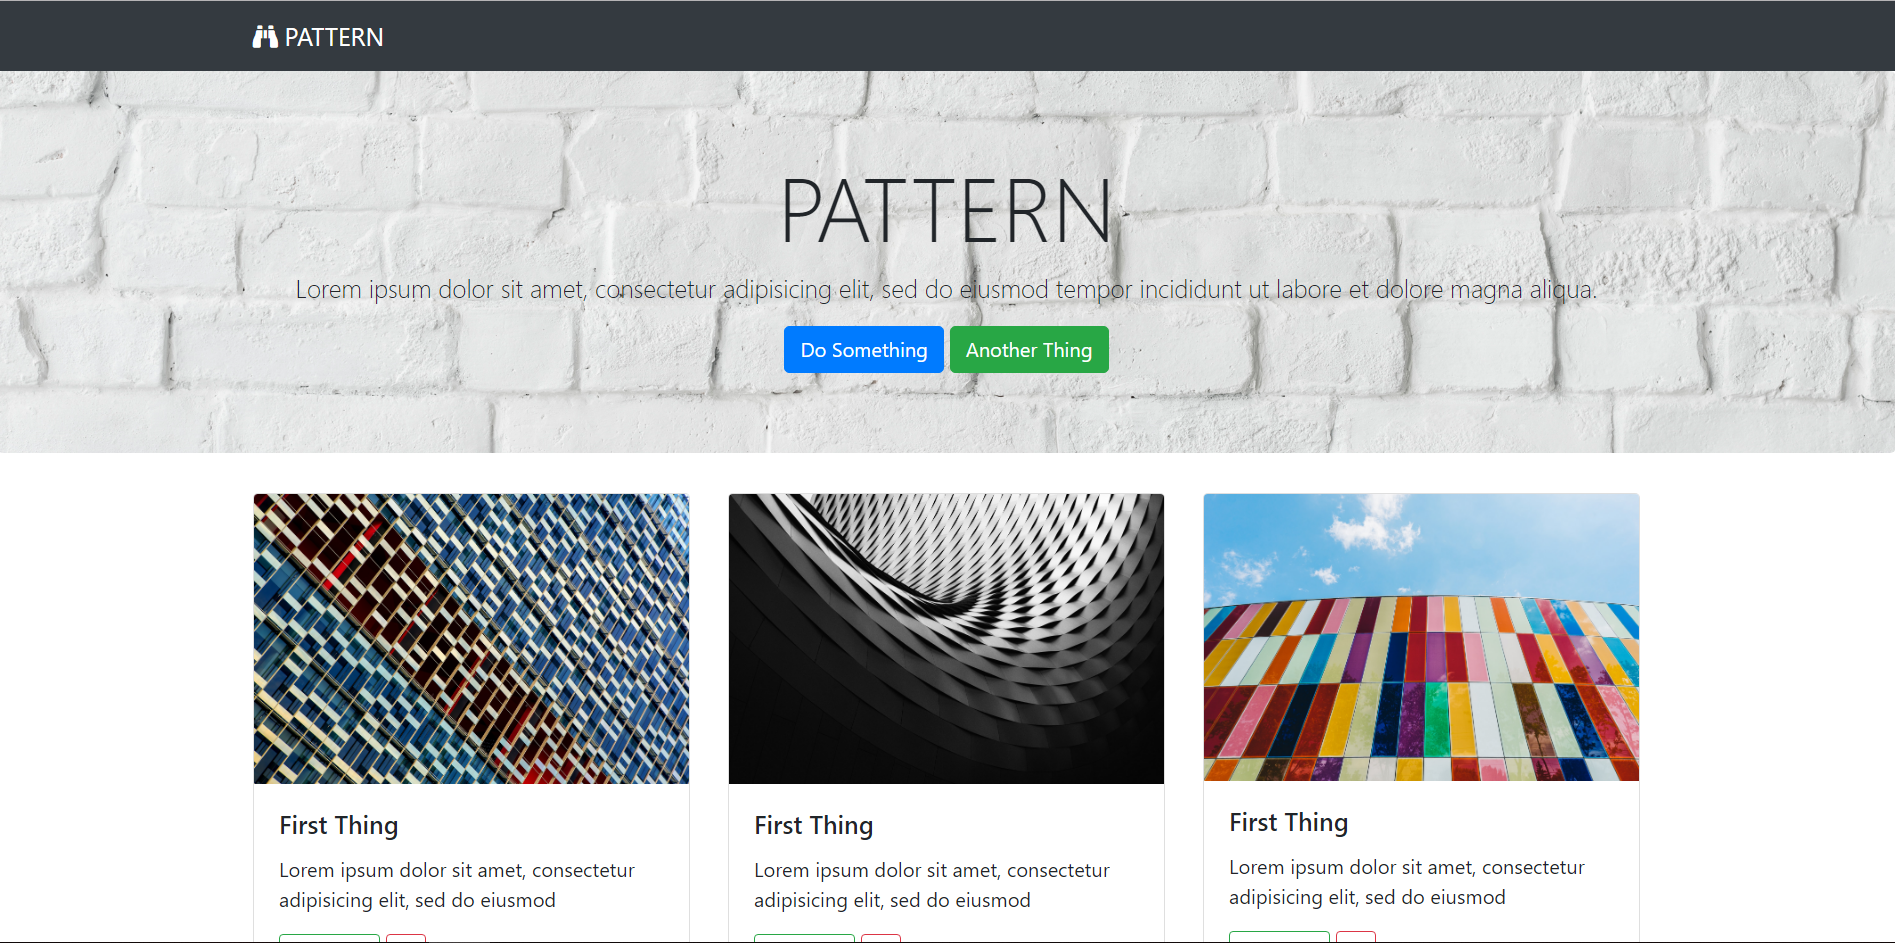 PATTERN
PATTERN
Lorem ipsum dolor sit amet, consectetur adipisicing elit, sed do eiusmod tempor incididunt ut labore et dolore magna aliqua.
Do Something
Another Thing
First Thing
Lorem ipsum dolor sit amet, consectetur
adipisicing elit, sed do eiusmod
First Thing
Lorem ipsum dolor sit amet, consectetur
adipisicing elit, sed do eiusmod
First Thing
Lorem ipsum dolor sit amet, consectetur
adipisicing elit, sed do eiusmod